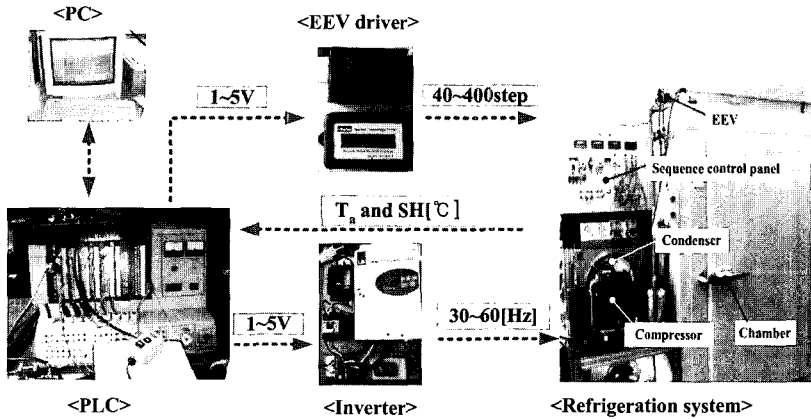 <PC>
<EEV driver>
1~5V
40~400step
EEV
Sequence control panel
Tₐ and SH[℃]
Condenser
1~5V
30~60[Hz]
Compressor
Chamber
<PLC>
<Inverter>
<Refrigeration system>